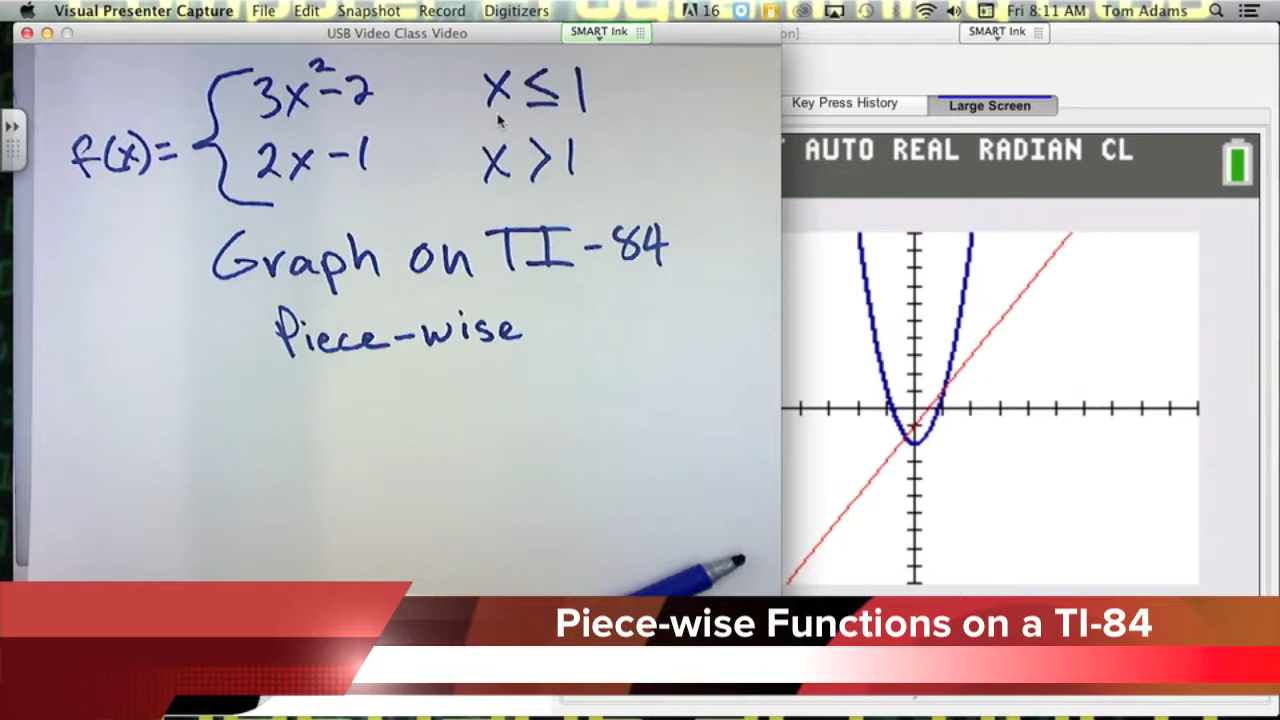 Visual Presenter Capture File Edit Snapshot Record Digitizers 16 Fri 8:11 AM Tom Adams
USB Video Class Video SMART Ink SMART Ink
Key Press History Large Screen
AUTO REAL RADIAN CL
f(x)= { 3x²-2 x ≤ 1
2x-1 x > 1
Graph on TI-84
Piece-wise
Piece-wise Functions on a TI-84